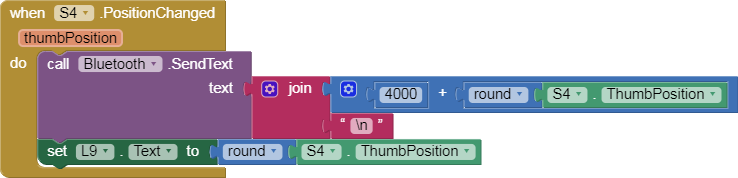 when S4 .PositionChanged
thumbPosition
do call Bluetooth .SendText
text join 4000 + round S4 . ThumbPosition
“ \n ”
set L9 . Text to round S4 . ThumbPosition